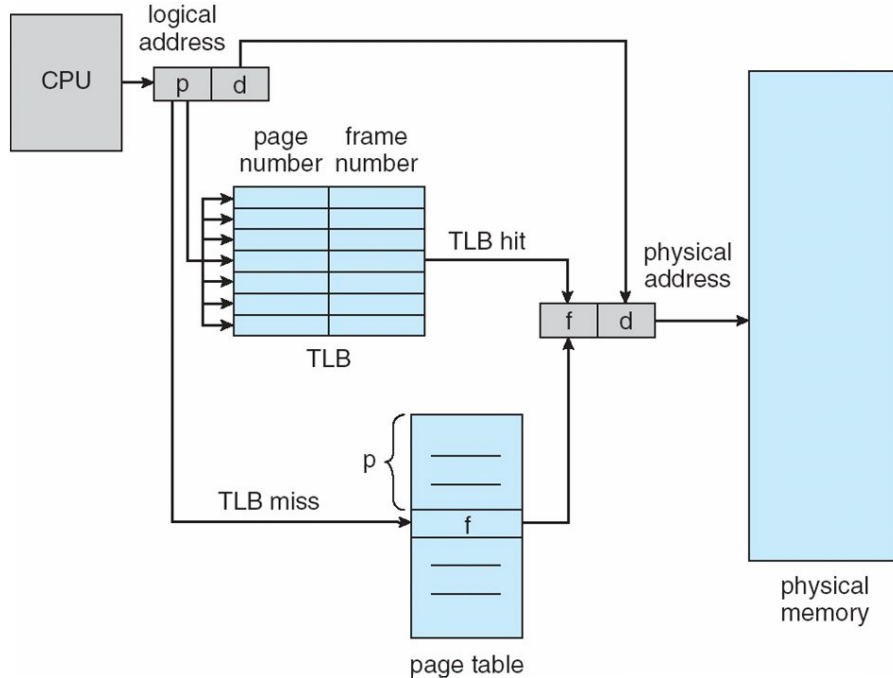 logical
address
CPU
p
d
page
number
frame
number
TLB hit
physical
address
f
d
TLB
p
TLB miss
f
physical
memory
page table